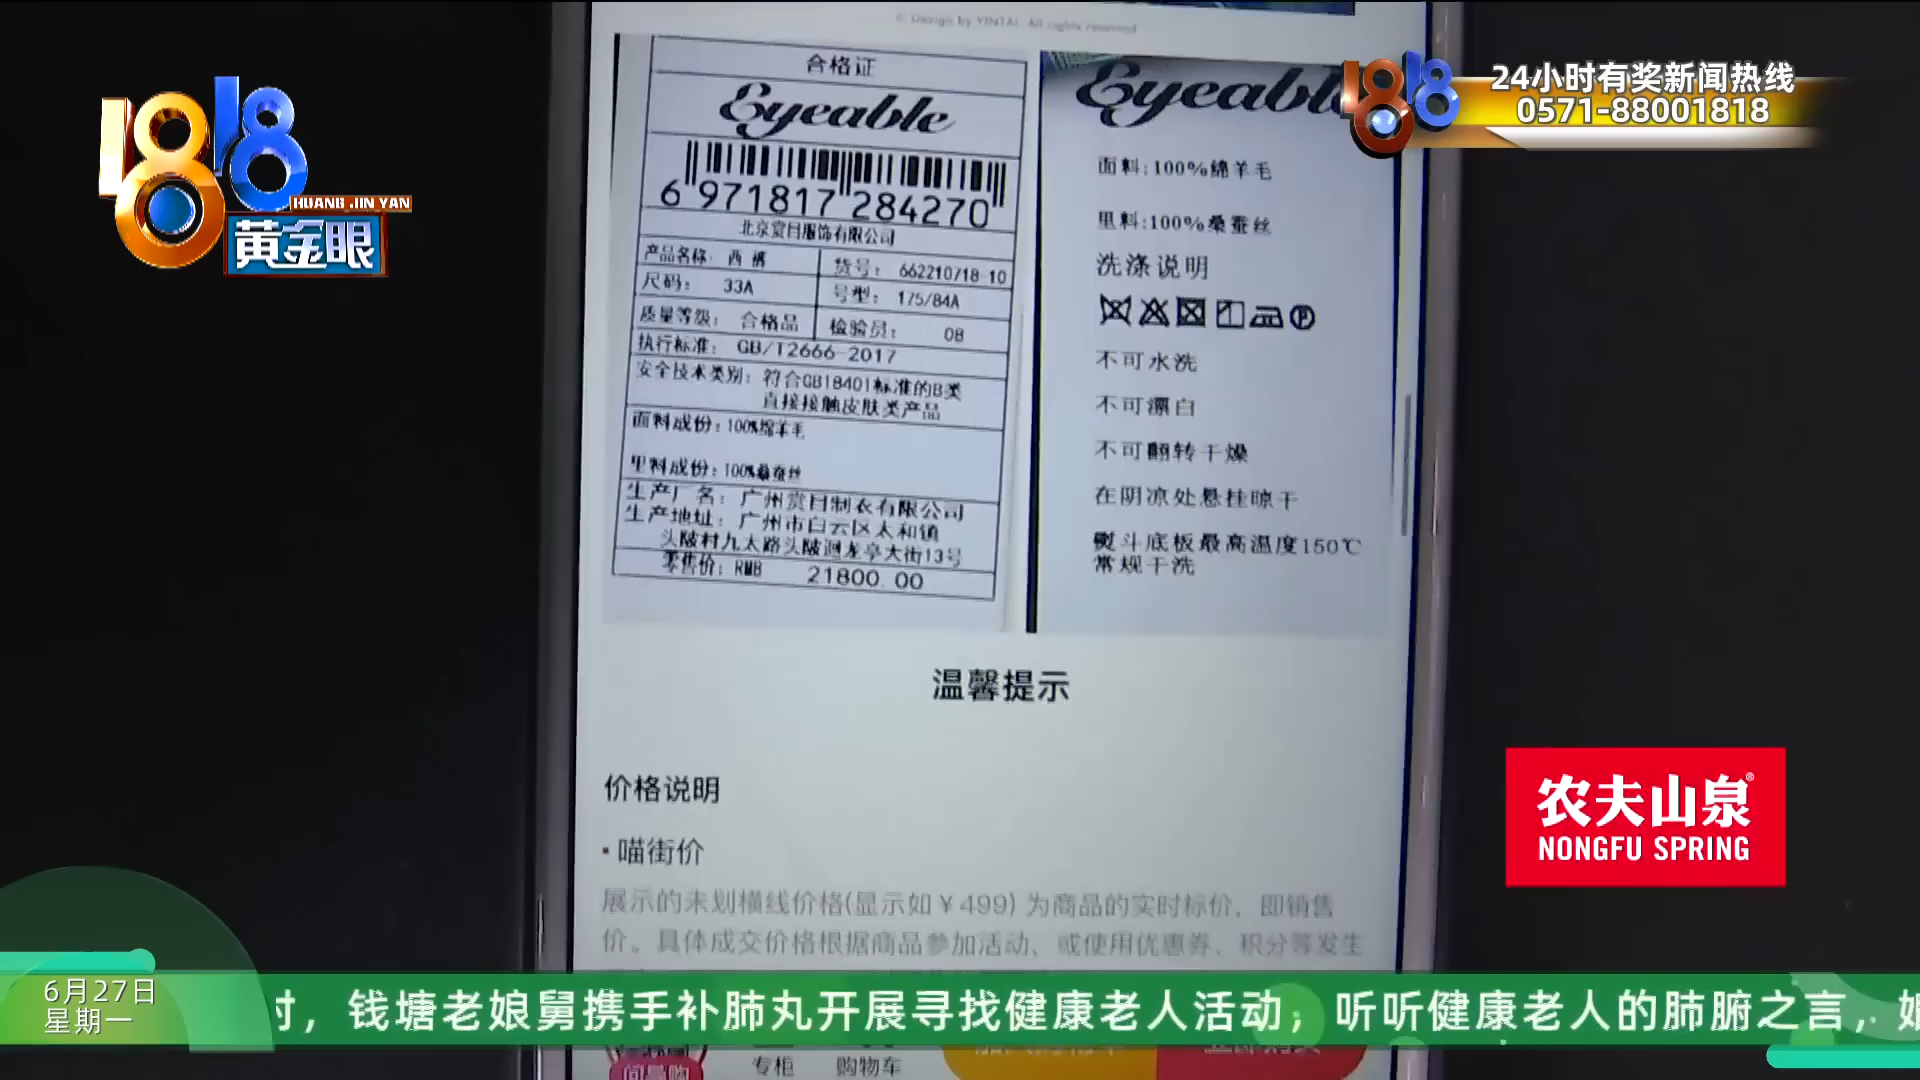 © Design by YINTAI. All rights reserved
合格证
Eyeable
6 971817 284270
北京赏目服饰有限公司
产品名称: 西裤
货号: 662210718-10
尺码: 33A
号型: 175/84A
质量等级: 合格品
检验员: 08
执行标准: GB/T2666-2017
安全技术类别: 符合GB18401标准的B类
直接接触皮肤类产品
面料成份: 100%绵羊毛
里料成份: 100%桑蚕丝
生产厂名: 广州赏目制衣有限公司
生产地址: 广州市白云区太和镇
头陂村九太路头陂迴龙亭大街13号
零售价: RMB 21800.00
Eyeable
面料:100%绵羊毛
里料:100%桑蚕丝
洗涤说明
不可水洗
不可漂白
不可翻转干燥
在阴凉处悬挂晾干
熨斗底板最高温度150℃
常规干洗
温馨提示
价格说明
·喵街价
展示的未划横线价格(显示如￥499) 为商品的实时标价, 即销售
价。具体成交价格根据商品参加活动、或使用优惠券、积分等发生
专柜
购物车
1818
HUANG JIN YAN
黄金眼
1818
24小时有奖新闻热线
0571-88001818
农夫山泉®
NONGFU SPRING
6月27日
星期一
时，钱塘老娘舅携手补肺丸开展寻找健康老人活动；听听健康老人的肺腑之言，